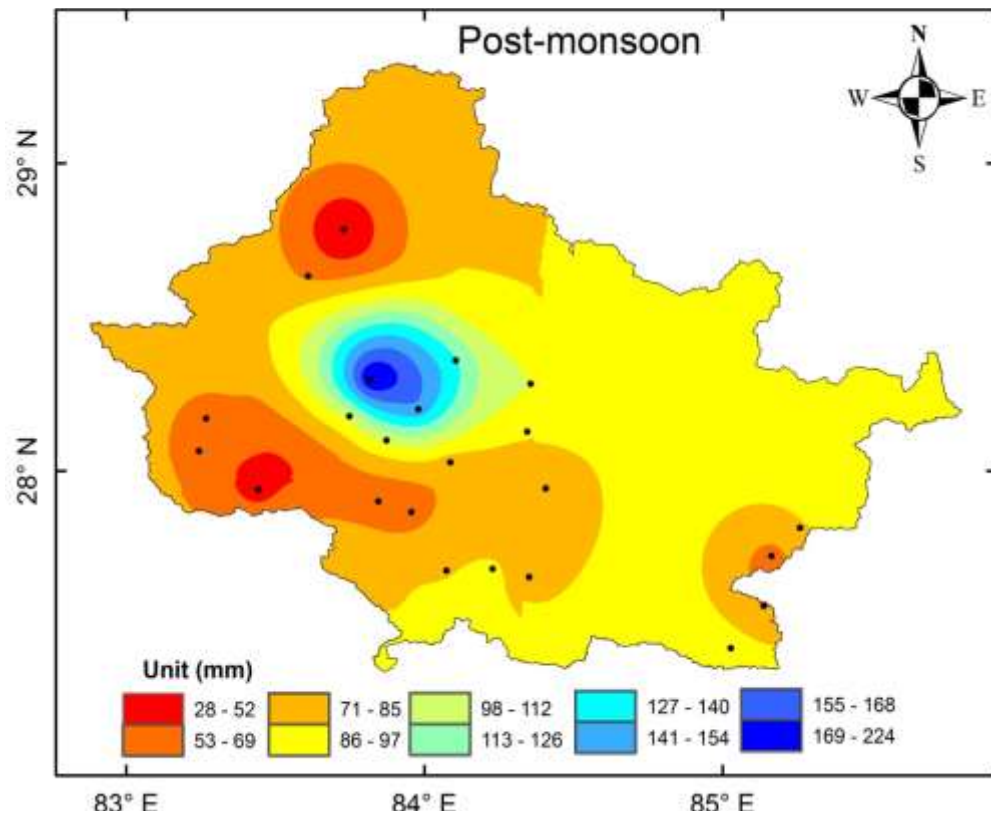 Post-monsoon
N
W E
S
29° N
28° N
Unit (mm)
28 - 52 71 - 85 98 - 112 127 - 140 155 - 168
53 - 69 86 - 97 113 - 126 141 - 154 169 - 224
83° E 84° E 85° E